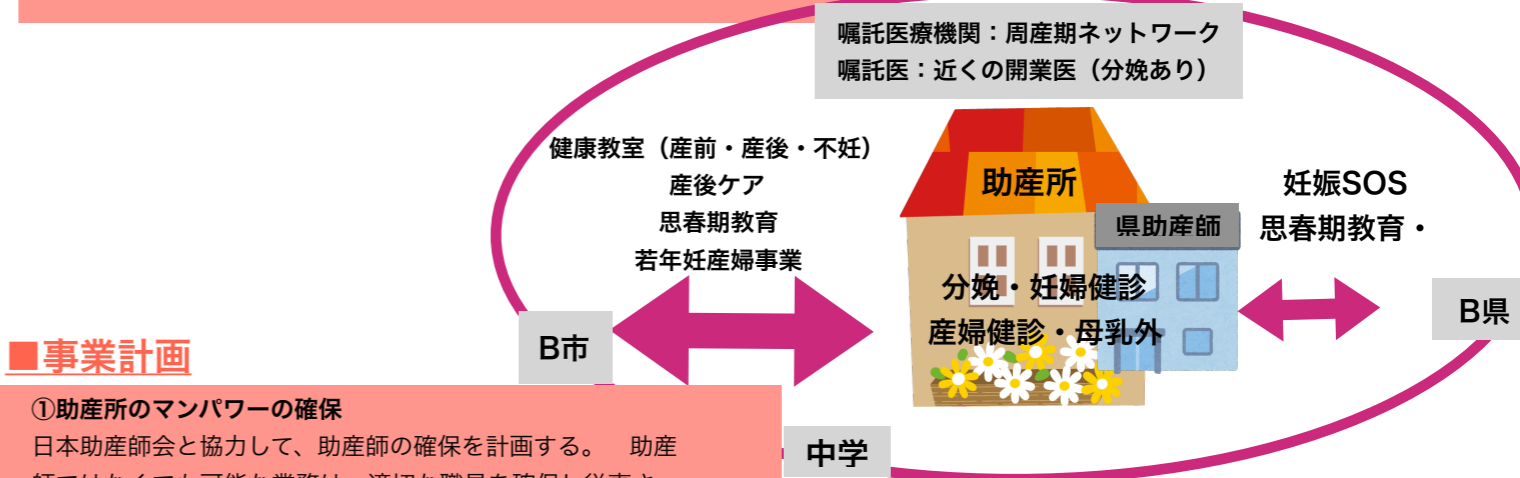 嘱託医療機関：周産期ネットワーク
嘱託医：近くの開業医（分娩あり）
健康教室（産前・産後・不妊）
産後ケア
思春期教育
若年妊産婦事業
助産所
県助産師
妊娠SOS
思春期教育・
分娩・妊婦健診
産婦健診・母乳外
B市
B県
■事業計画
①助産所のマンパワーの確保
日本助産師会と協力して、助産師の確保を計画する。　助産
中学